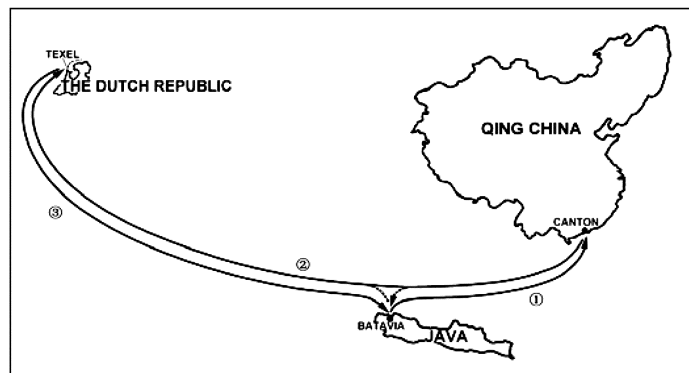 TEXEL
THE DUTCH REPUBLIC
QING CHINA
CANTON
③
②
①
BATAVIA
JAVA